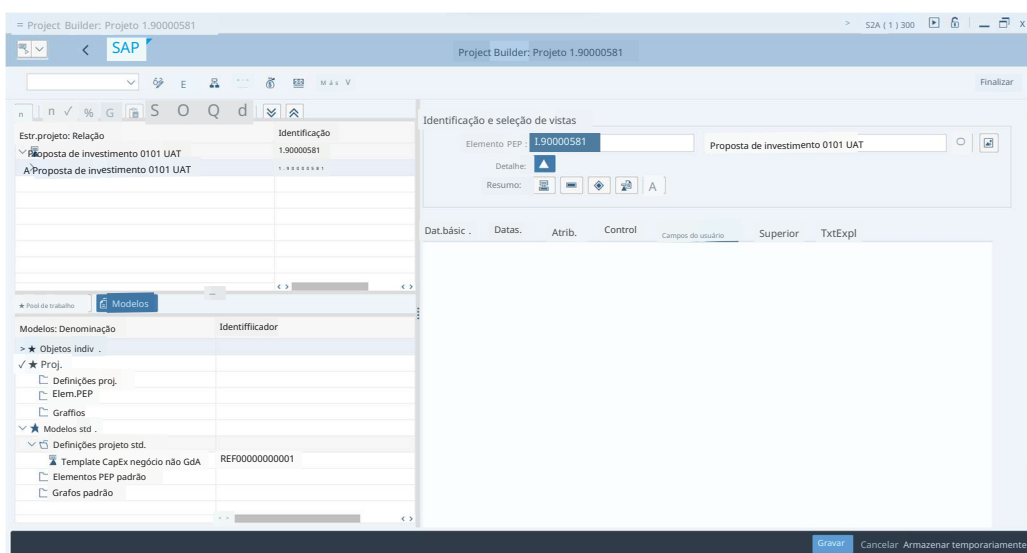 = Project Builder: Projeto 1.90000581
S2A ( 1 ) 300
x
SAP
Project Builder: Projeto 1.90000581
E
M á s V
Finalizar
n n ✓ % G S O Q d
Identificação e seleção de vistas
Estr.projeto: Relação Identificação
Proposta de investimento 0101 UAT 1.90000581
A Proposta de investimento 0101 UAT 1.90000581
Elemento PEP : I.90000581 Proposta de investimento 0101 UAT
Detalhe:
Resumo: A
Dat.básic . Datas. Atrib. Control Campos do usuário Superior TxtExpl
★ Pool de trabalho Modelos
Modelos: Denominação Identifiicador
> ★ Objetos indiv .
✓ ★ Proj.
Definições proj.
Elem.PEP
Graffios
Modelos std .
Definições projeto std.
Template CapEx negócio não GdA REF00000000001
Elementos PEP padrão
Grafos padrão
Gravar Cancelar Armazenar temporariamente